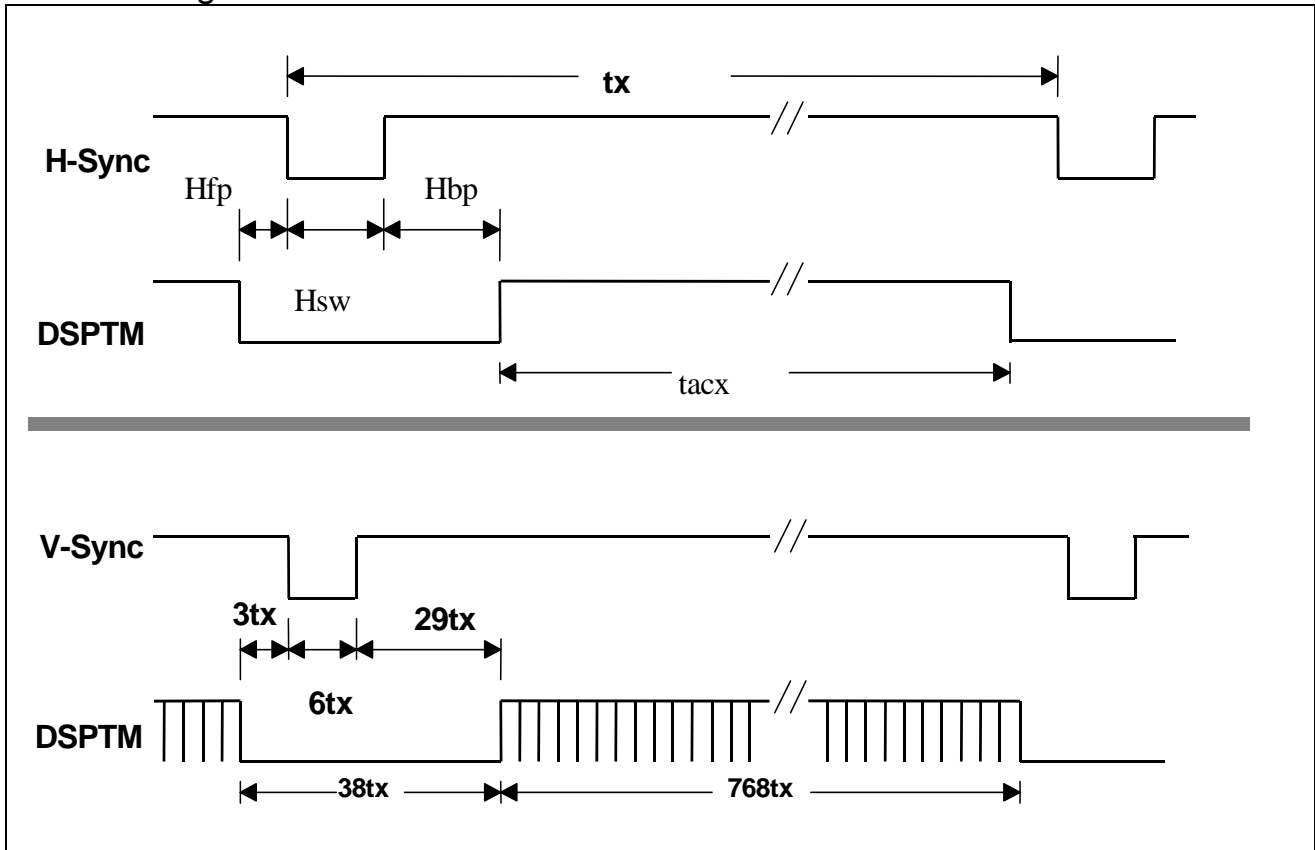 tx
H-Sync
Hfp
Hbp
Hsw
DSPTM
tacx
V-Sync
3tx
29tx
6tx
DSPTM
38tx
768tx